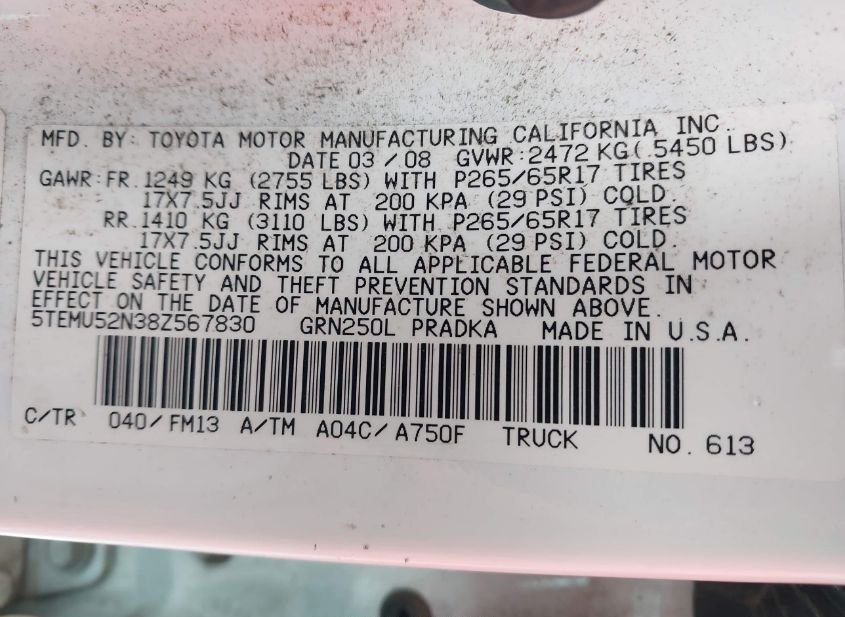 MFD. BY: TOYOTA MOTOR MANUFACTURING CALIFORNIA INC.
DATE 03 / 08 GVWR:2472 KG( 5450 LBS)
GAWR:FR.1249 KG (2755 LBS) WITH P265/65R17 TIRES
17X7.5JJ RIMS AT 200 KPA (29 PSI) COLD.
RR.1410 KG (3110 LBS) WITH P265/65R17 TIRES
17X7.5JJ RIMS AT 200 KPA (29 PSI) COLD.
THIS VEHICLE CONFORMS TO ALL APPLICABLE FEDERAL MOTOR
VEHICLE SAFETY AND THEFT PREVENTION STANDARDS IN
EFFECT ON THE DATE OF MANUFACTURE SHOWN ABOVE.
5TEMU52N38Z567830 GRN250L PRADKA MADE IN U.S.A.
C/TR 040/FM13 A/TM A04C/A750F TRUCK NO. 613